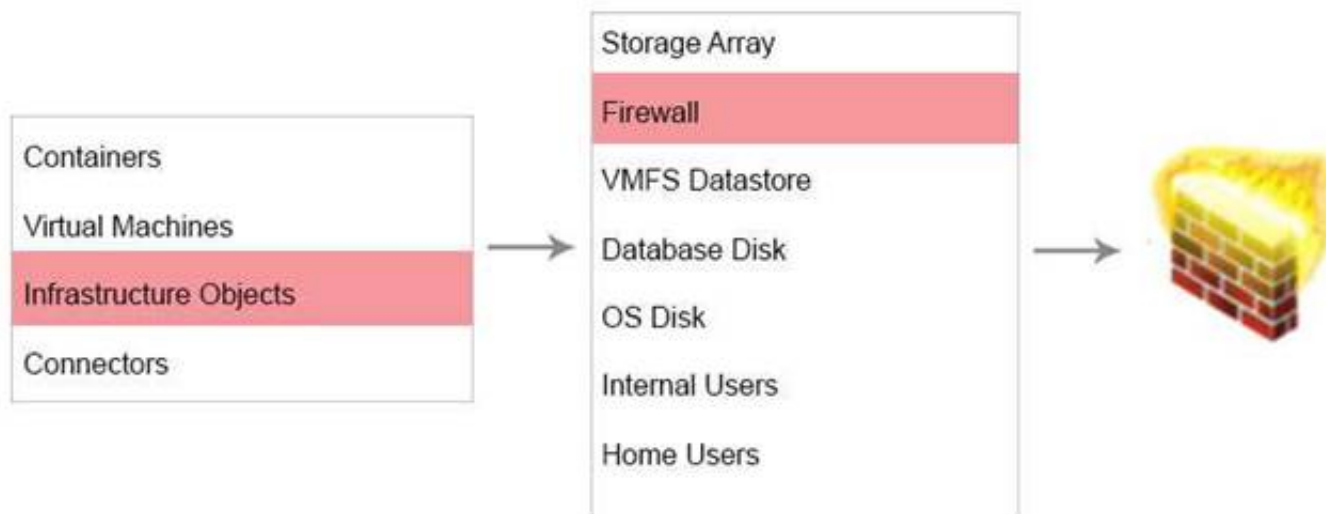 Containers
Virtual Machines
Infrastructure Objects
Connectors
Storage Array
Firewall
VMFS Datastore
Database Disk
OS Disk
Internal Users
Home Users